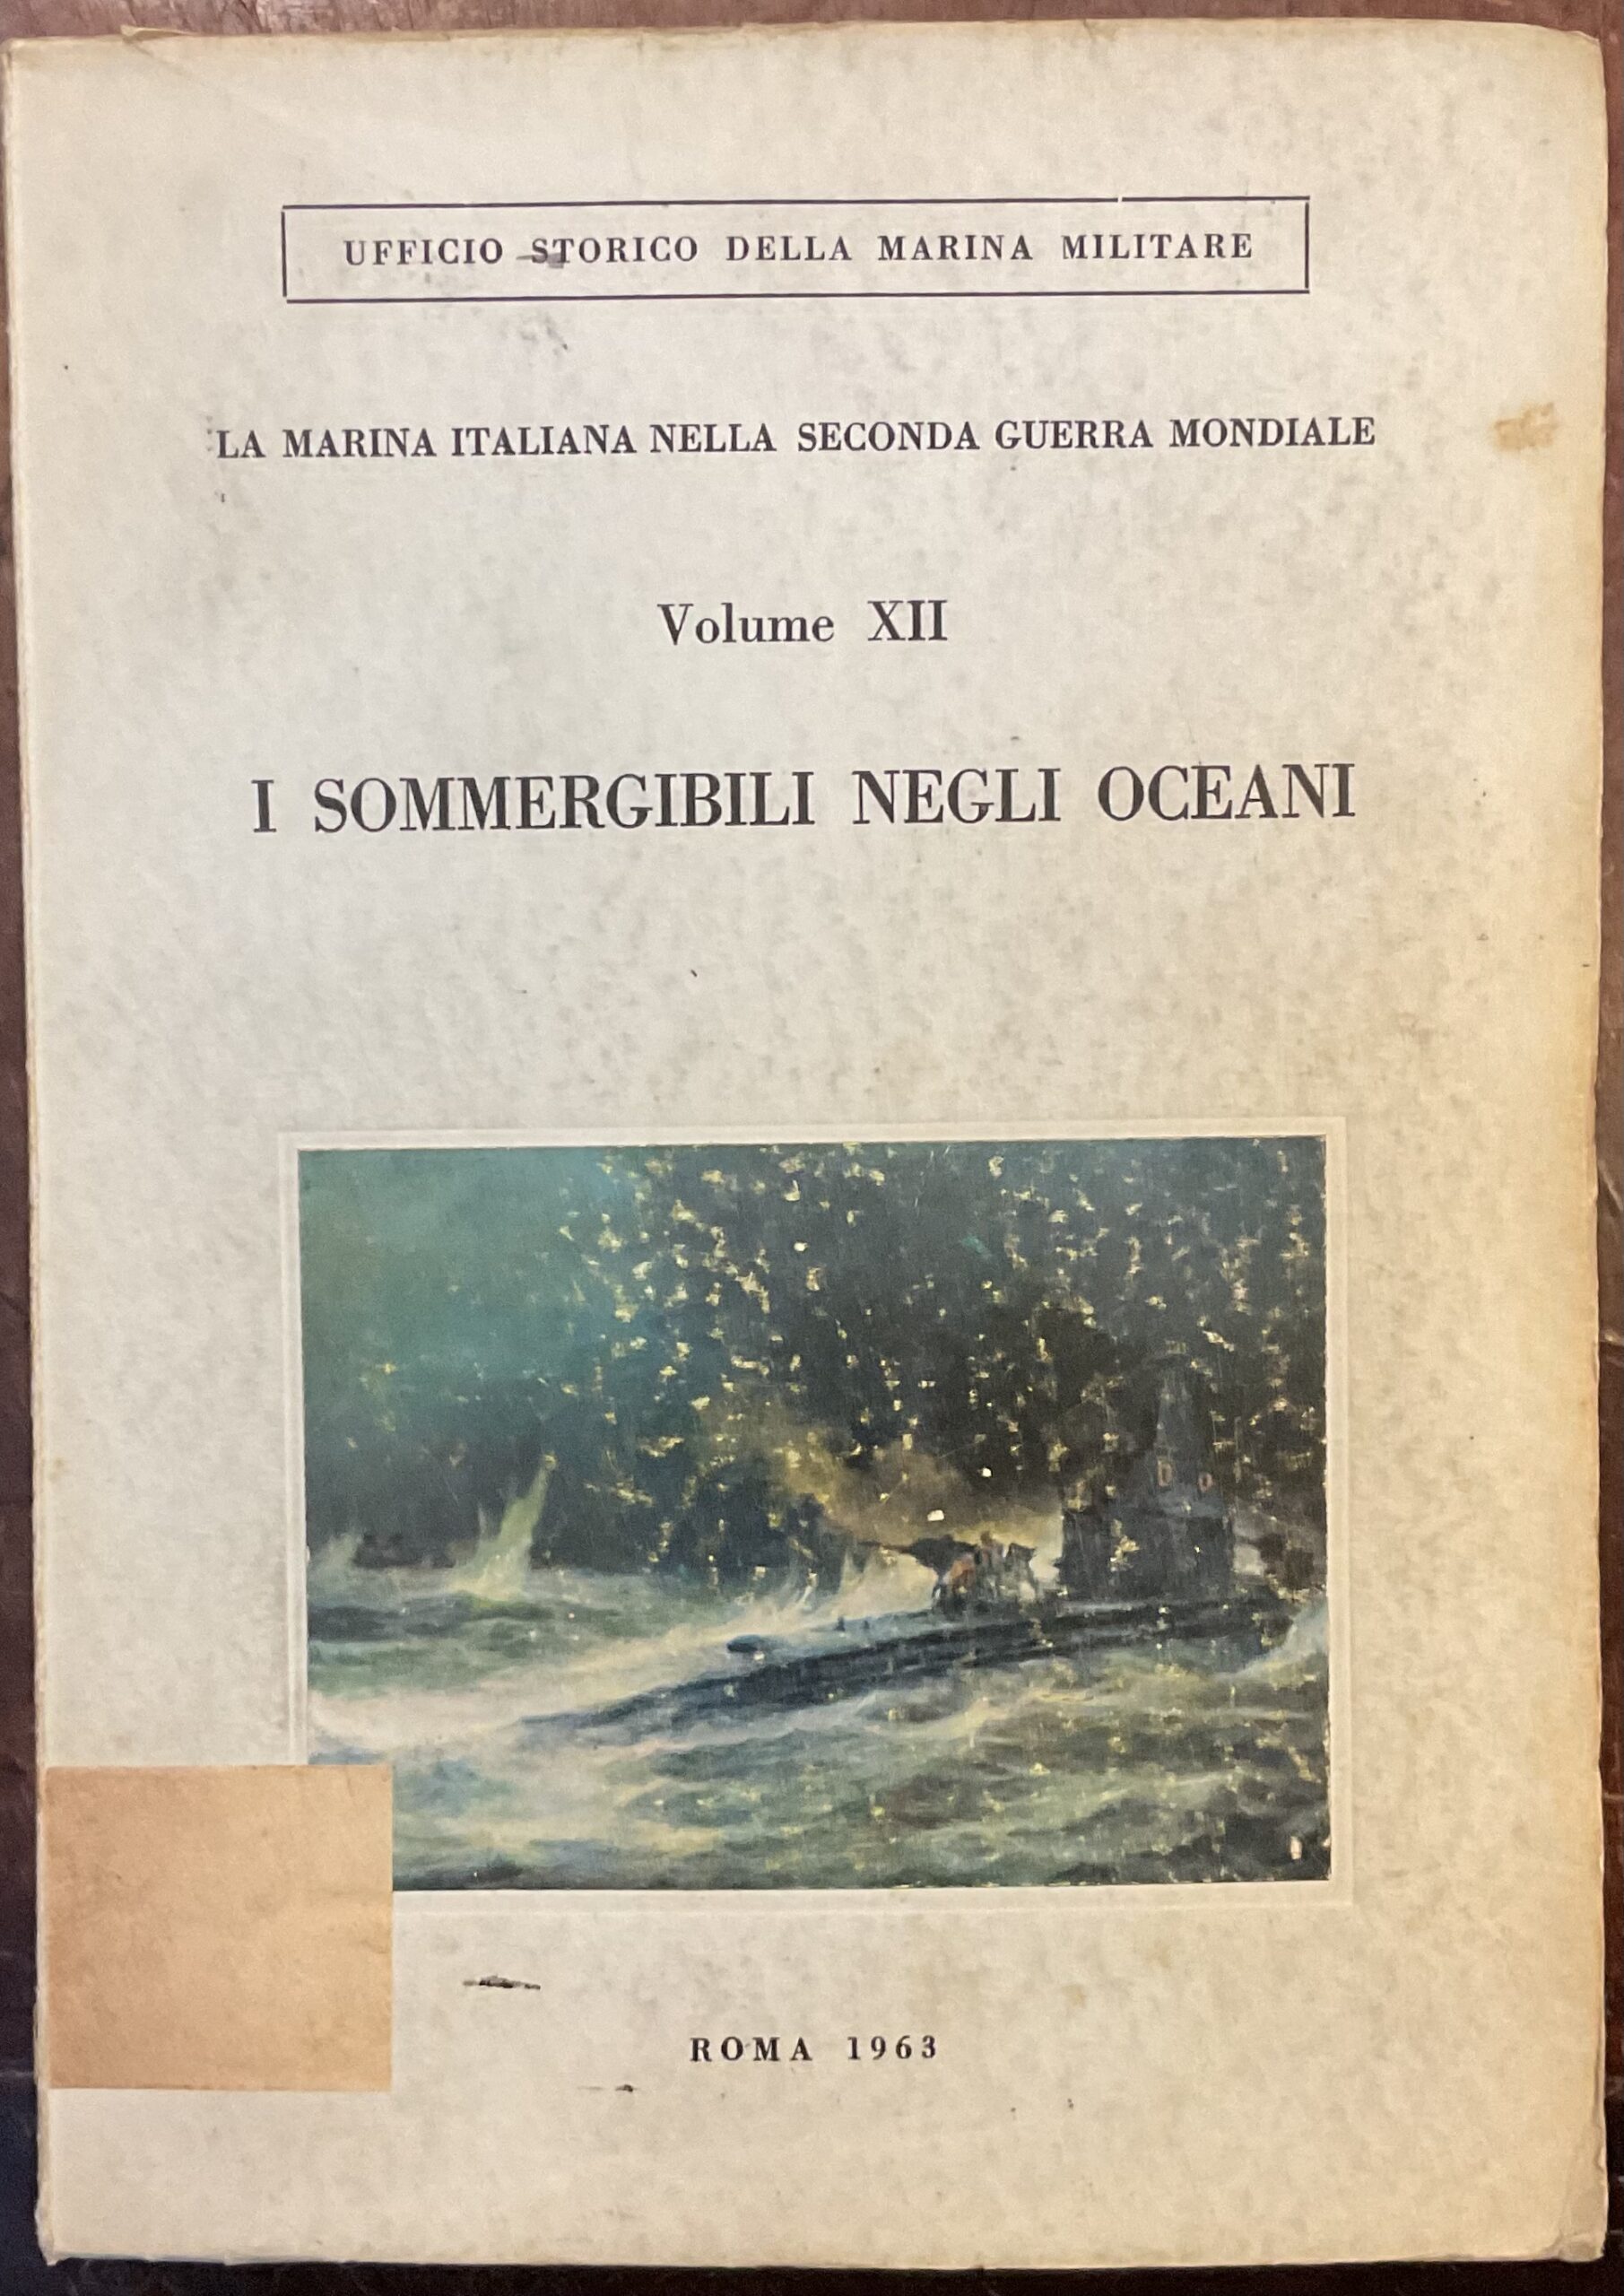 UFFICIO STORICO DELLA MARINA MILITARE
LA MARINA ITALIANA NELLA SECONDA GUERRA MONDIALE
Volume XII
I SOMMERGIBILI NEGLI OCEANI
ROMA 1963